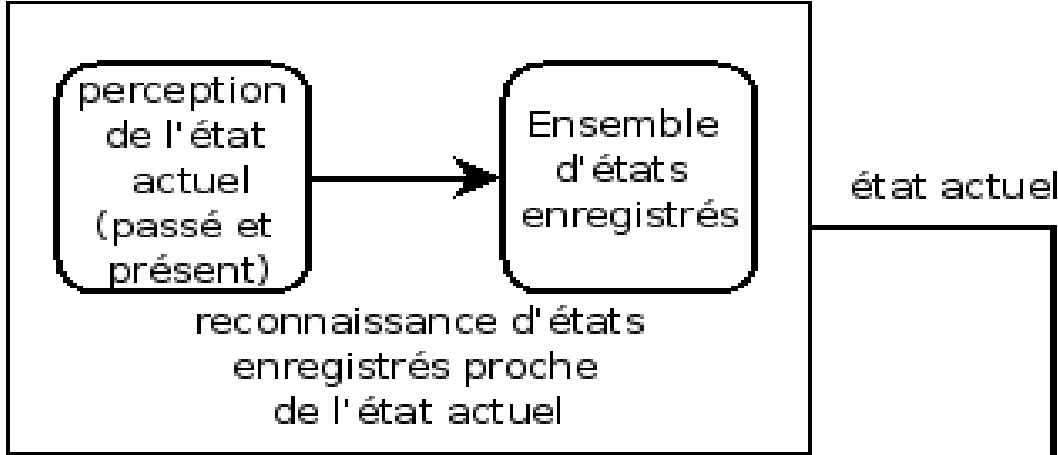 perception
de l'état
actuel
(passé et
présent)
Ensemble
d'états
enregistrés
état actuel
reconnaissance d'états
enregistrés proche
de l'état actuel